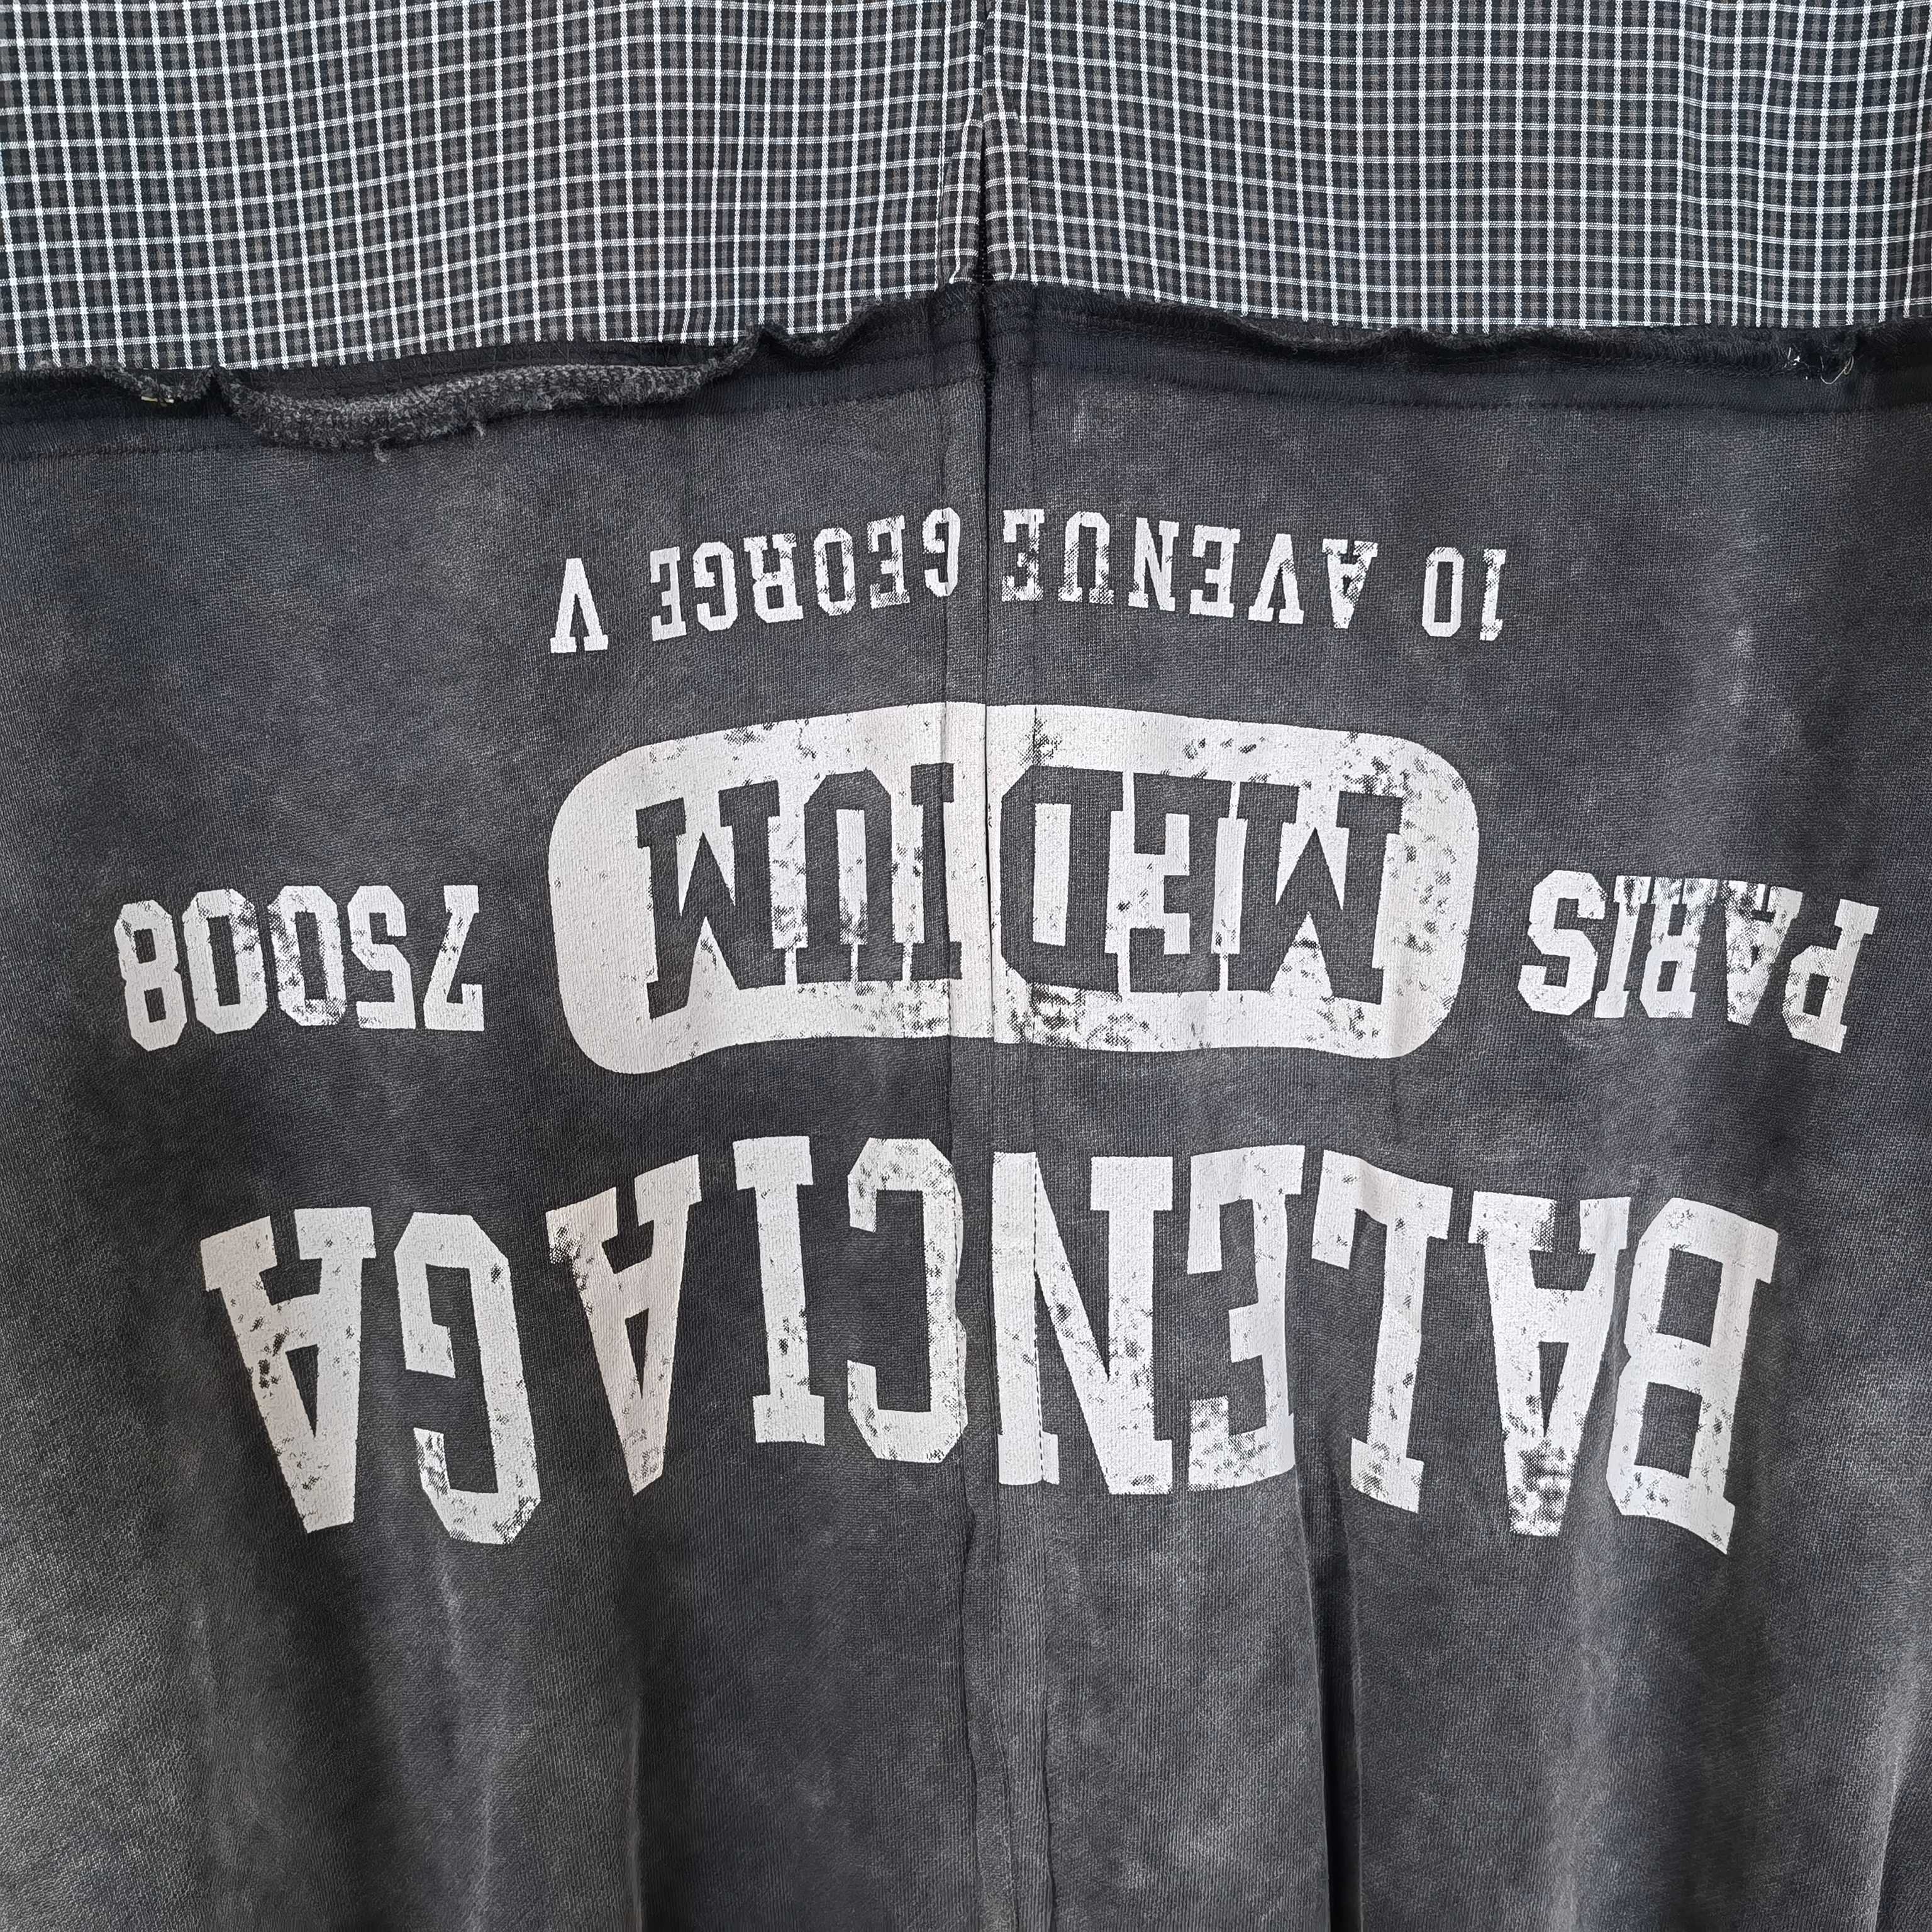 BALENCIAGA
PARIS MEDIUM 75008
10 AVENUE GEORGE V